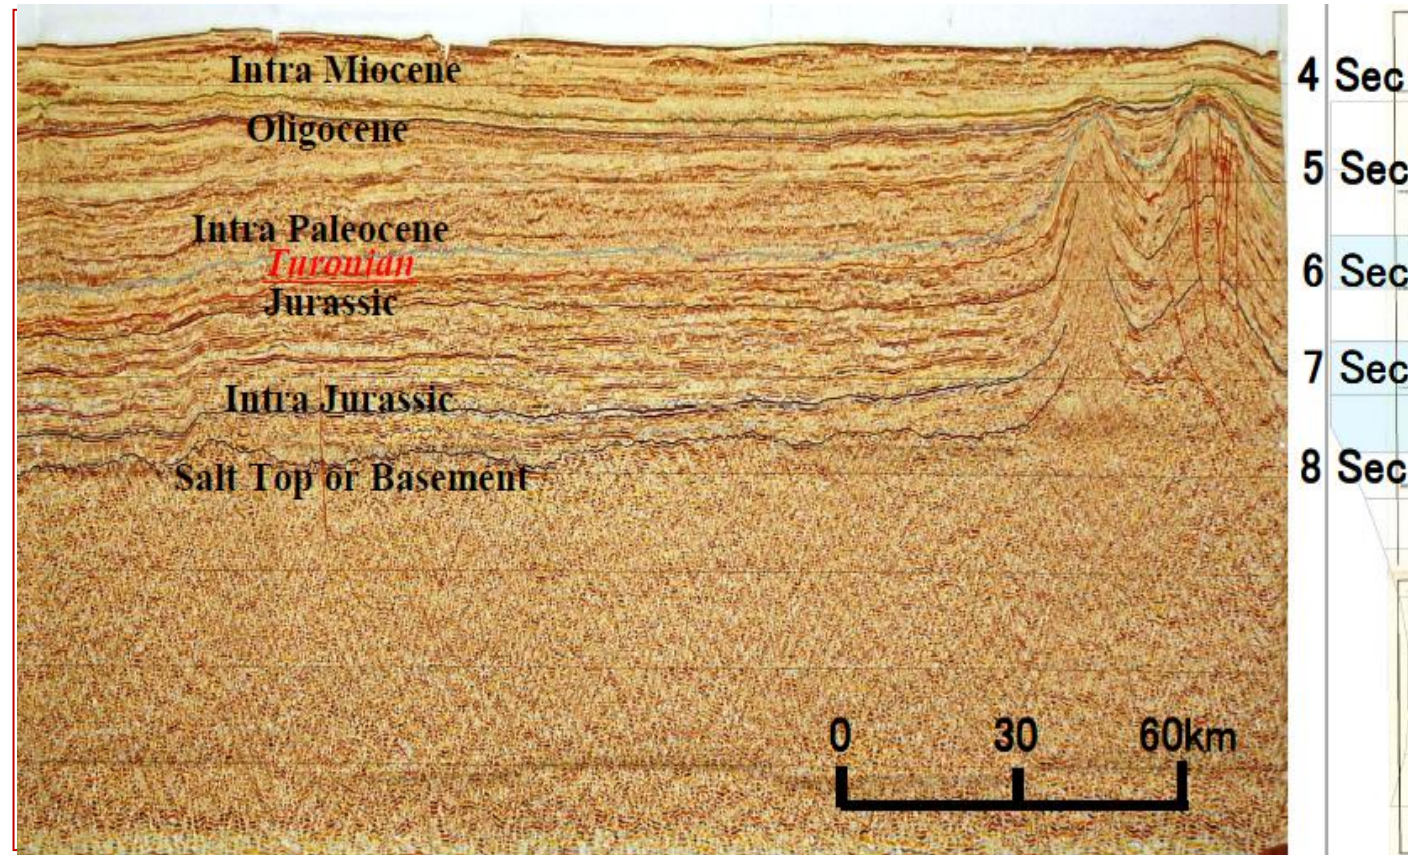 Intra Miocene
4 Sec
Oligocene
5 Sec
Intra Paleocene
Turonian
6 Sec
Jurassic
7 Sec
Intra Jurassic
8 Sec
Salt Top or Basement
0 30 60km